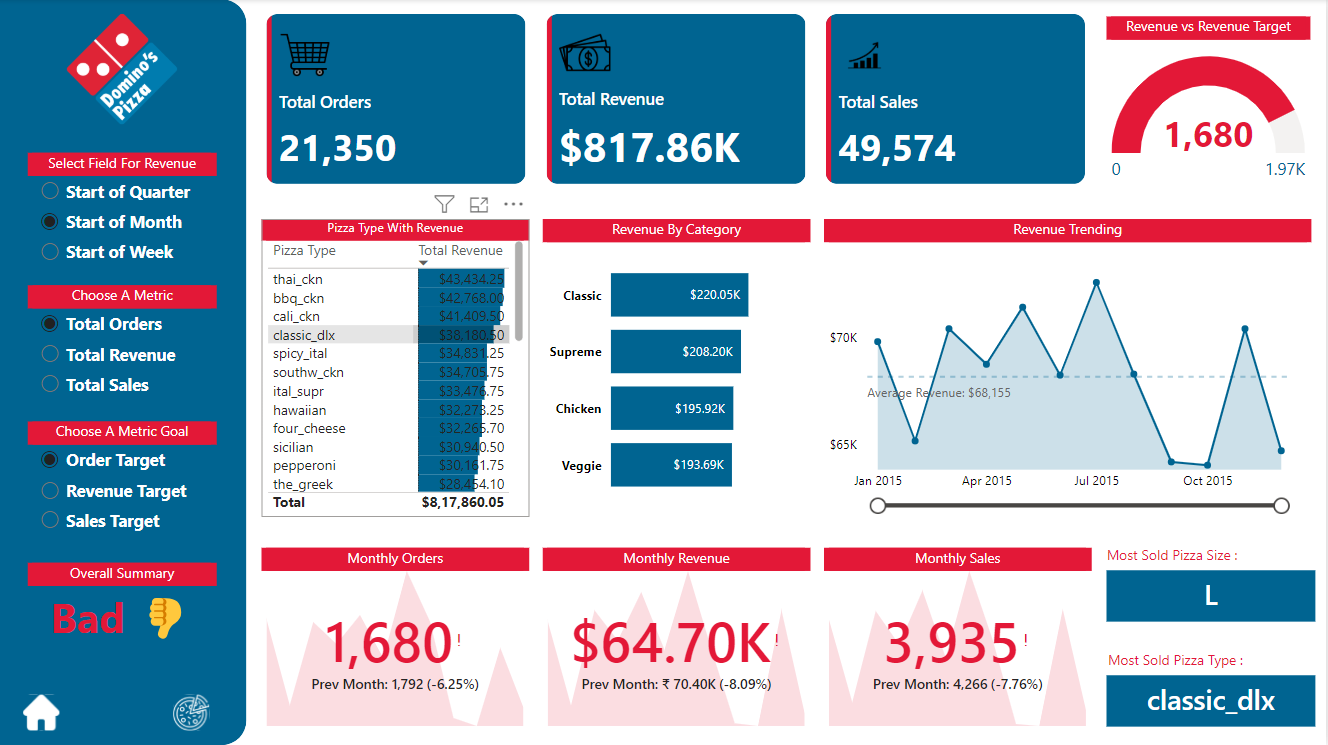 Domino's
Pizza
Select Field For Revenue
Start of Quarter
Start of Month
Start of Week
Choose A Metric
Total Orders
Total Revenue
Total Sales
Choose A Metric Goal
Order Target
Revenue Target
Sales Target
Overall Summary
Bad
Total Orders
21,350
Total Revenue
$817.86K
Total Sales
49,574
Revenue vs Revenue Target
1,680
0 1.97K
Pizza Type With Revenue
Pizza Type Total Revenue
thai_ckn $43,434.25
bbq_ckn $42,768.00
cali_ckn $41,409.50
classic_dlx $38,180.50
spicy_ital $34,831.25
southw_ckn $34,705.75
ital_supr $33,476.75
hawaiian $32,273.25
four_cheese $32,265.70
sicilian $30,940.50
pepperoni $30,161.75
the_greek $28,454.10
Total $8,17,860.05
Revenue By Category
Classic $220.05K
Supreme $208.20K
Chicken $195.92K
Veggie $193.69K
Revenue Trending
$70K
Average Revenue: $68,155
$65K
Jan 2015 Apr 2015 Jul 2015 Oct 2015
Monthly Orders
1,680 !
Prev Month: 1,792 (-6.25%)
Monthly Revenue
$64.70K !
Prev Month: ₹ 70.40K (-8.09%)
Monthly Sales
3,935 !
Prev Month: 4,266 (-7.76%)
Most Sold Pizza Size :
L
Most Sold Pizza Type :
classic_dlx